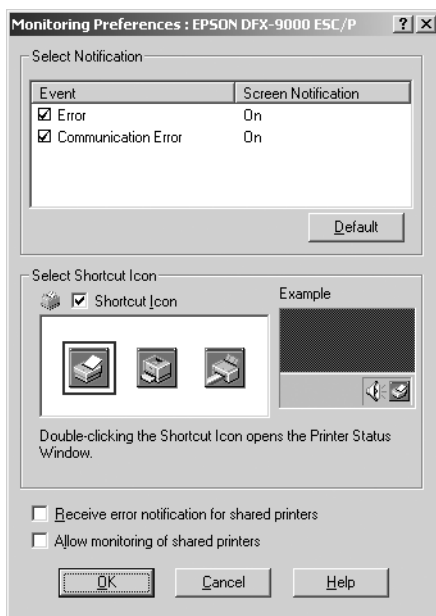 Monitoring Preferences : EPSON DFX-9000 ESC/P
Select Notification
Event Screen Notification
Error On
Communication Error On
Default
Select Shortcut Icon
Shortcut Icon
Example
Double-clicking the Shortcut Icon opens the Printer Status
Window.
Receive error notification for shared printers
Allow monitoring of shared printers
OK Cancel Help